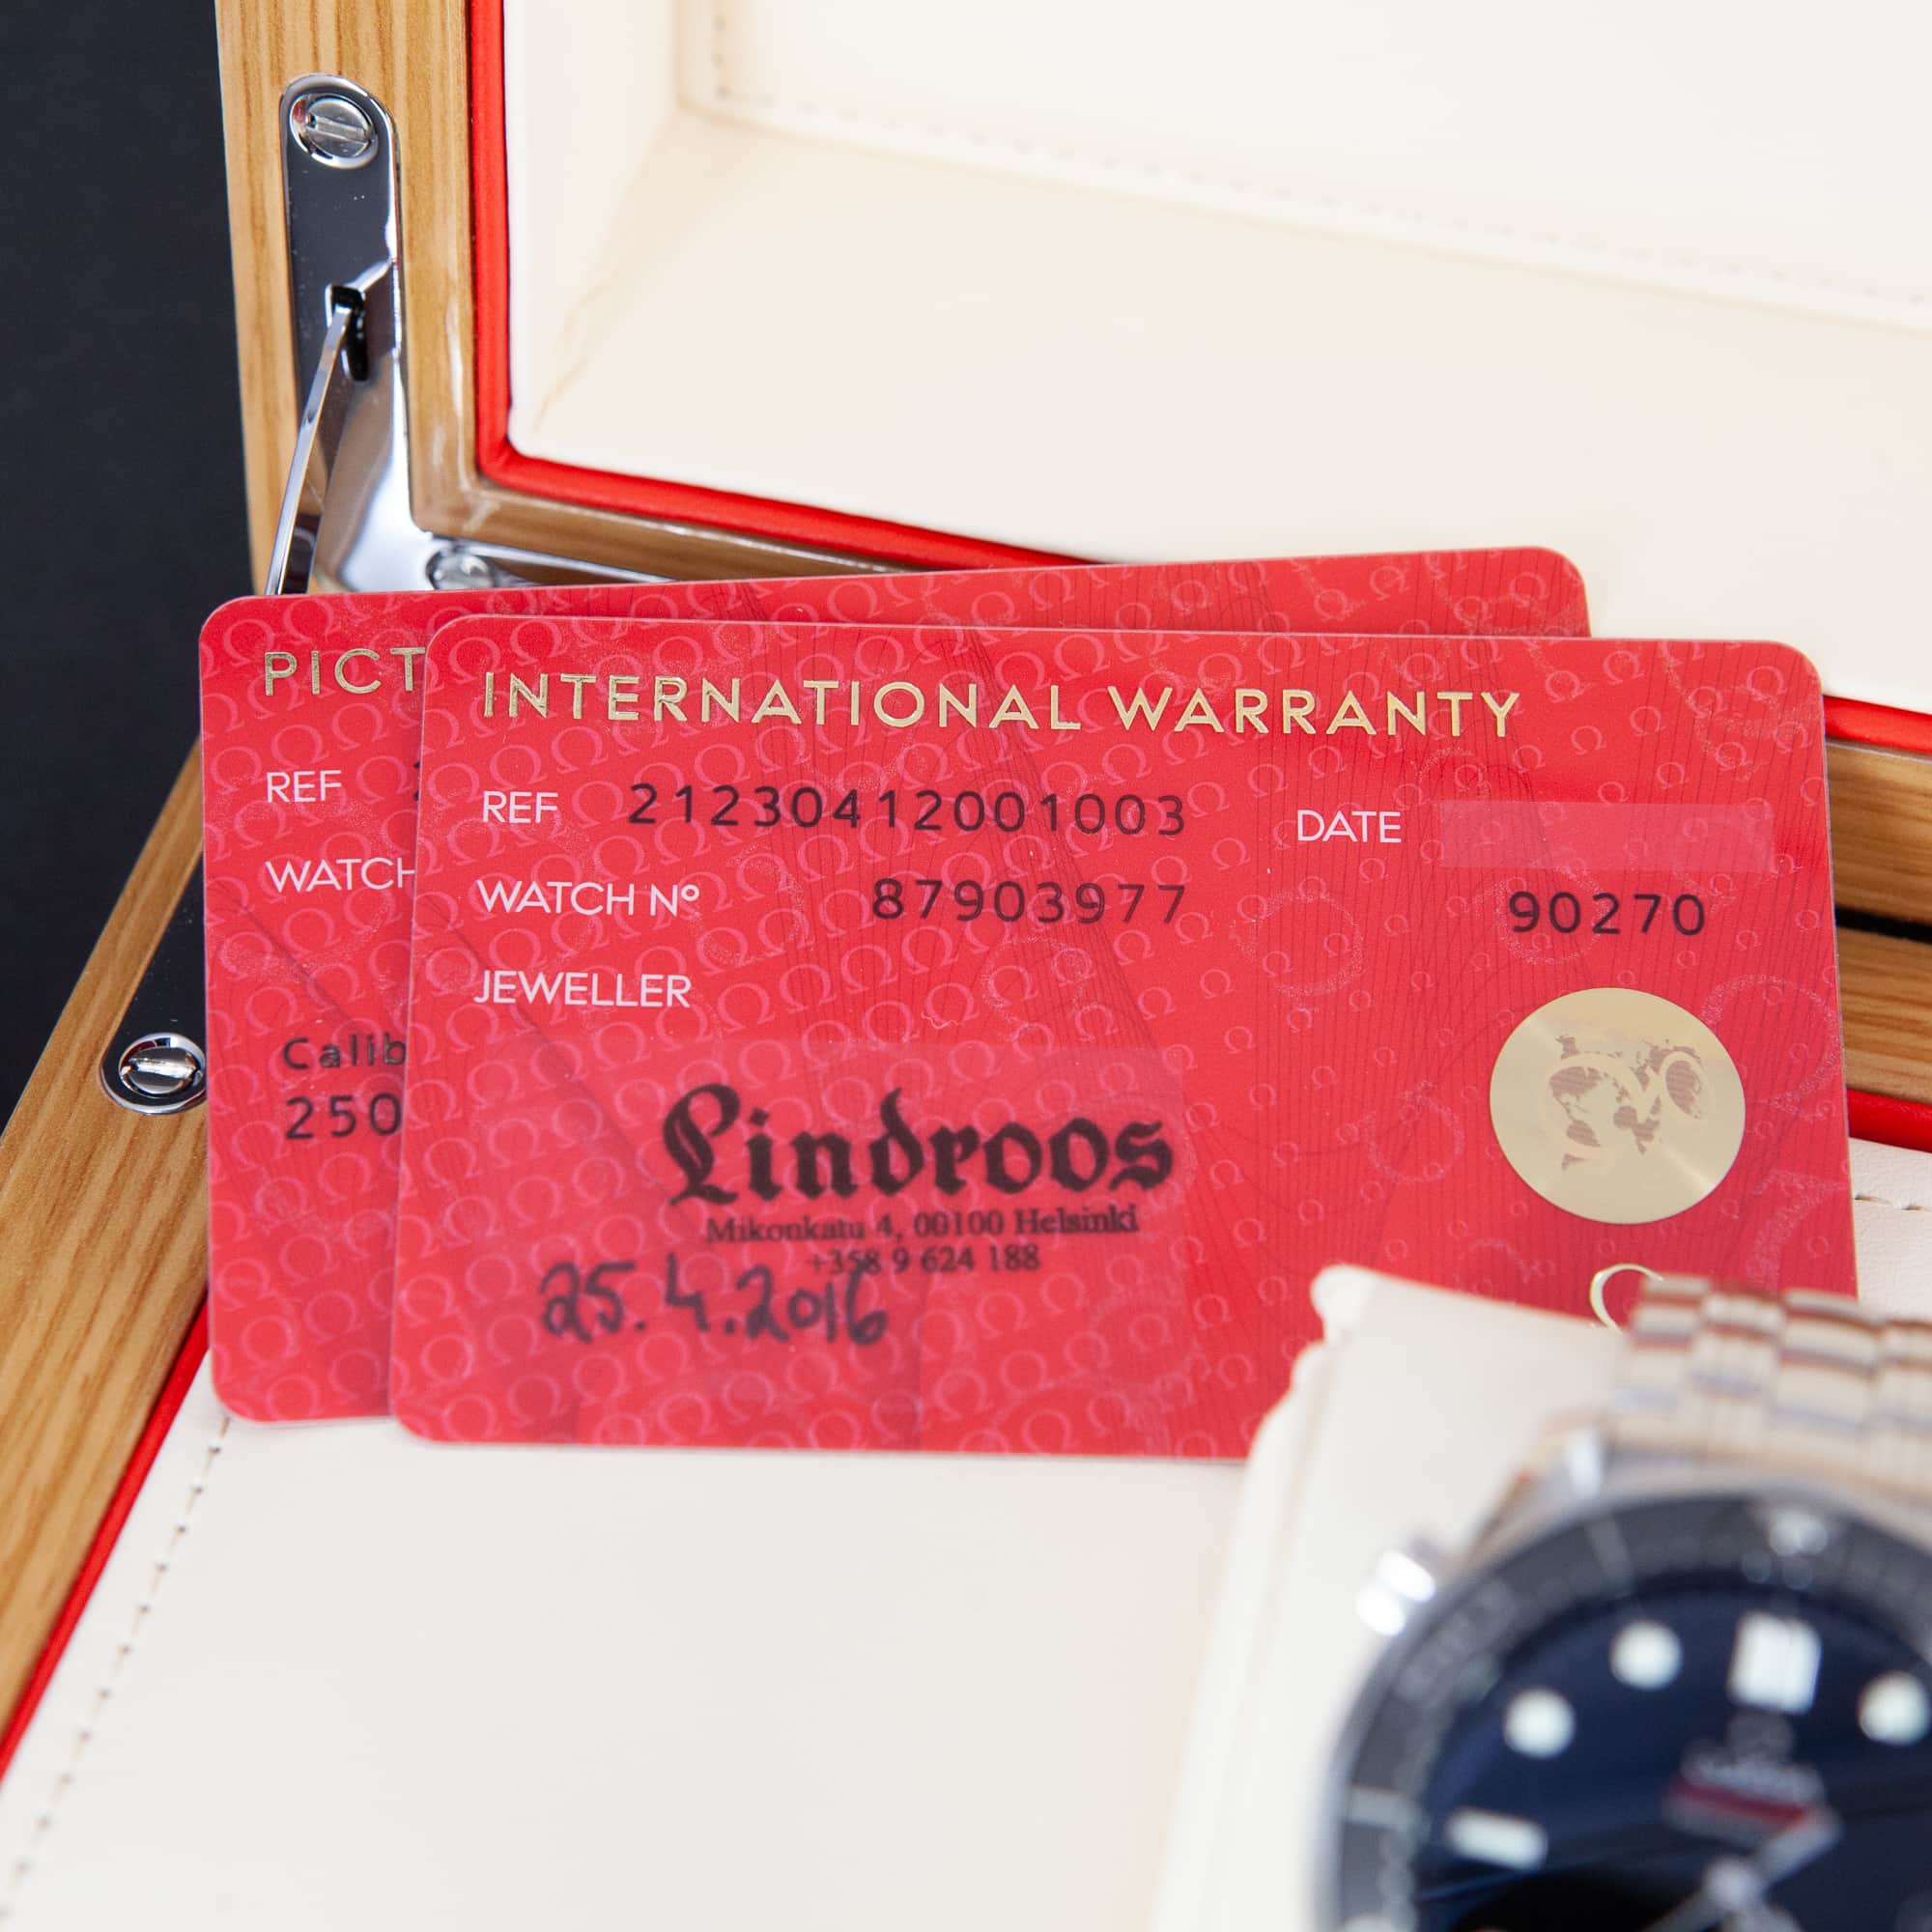 PICT
REF
WATCH
Calib
250
INTERNATIONAL WARRANTY
REF 21230412001003 DATE
WATCH Nº 87903977 90270
JEWELLER
Lindroos
Mikonkatu 4, 00100 Helsinki
+358 9 624 188
25.4.2016